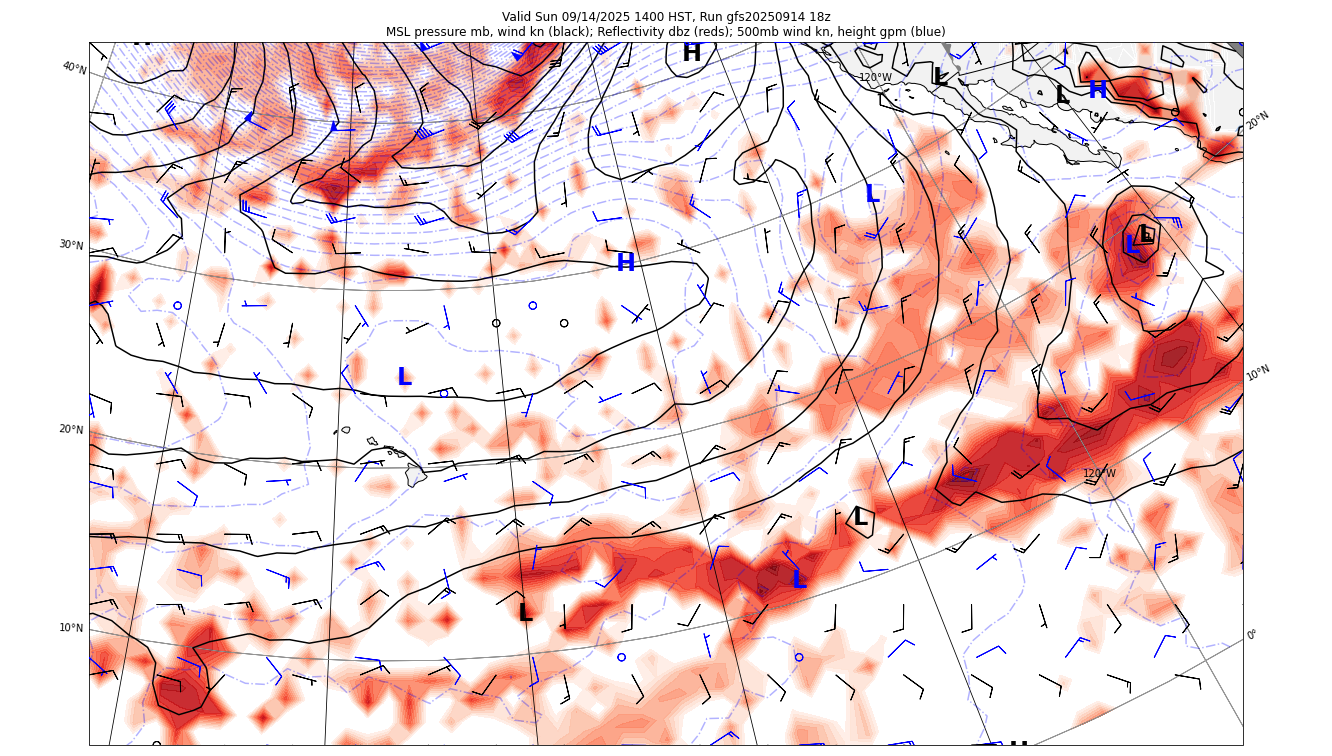 Valid Sun 09/14/2025 1400 HST, Run gfs20250914 18z
MSL pressure mb, wind kn (black); Reflectivity dbz (reds); 500mb wind kn, height gpm (blue)
H
L
120°W
L
H
40°N
20°N
L
L
L
30°N
H
L
10°N
20°N
120°W
L
L
L
10°N
0°
H